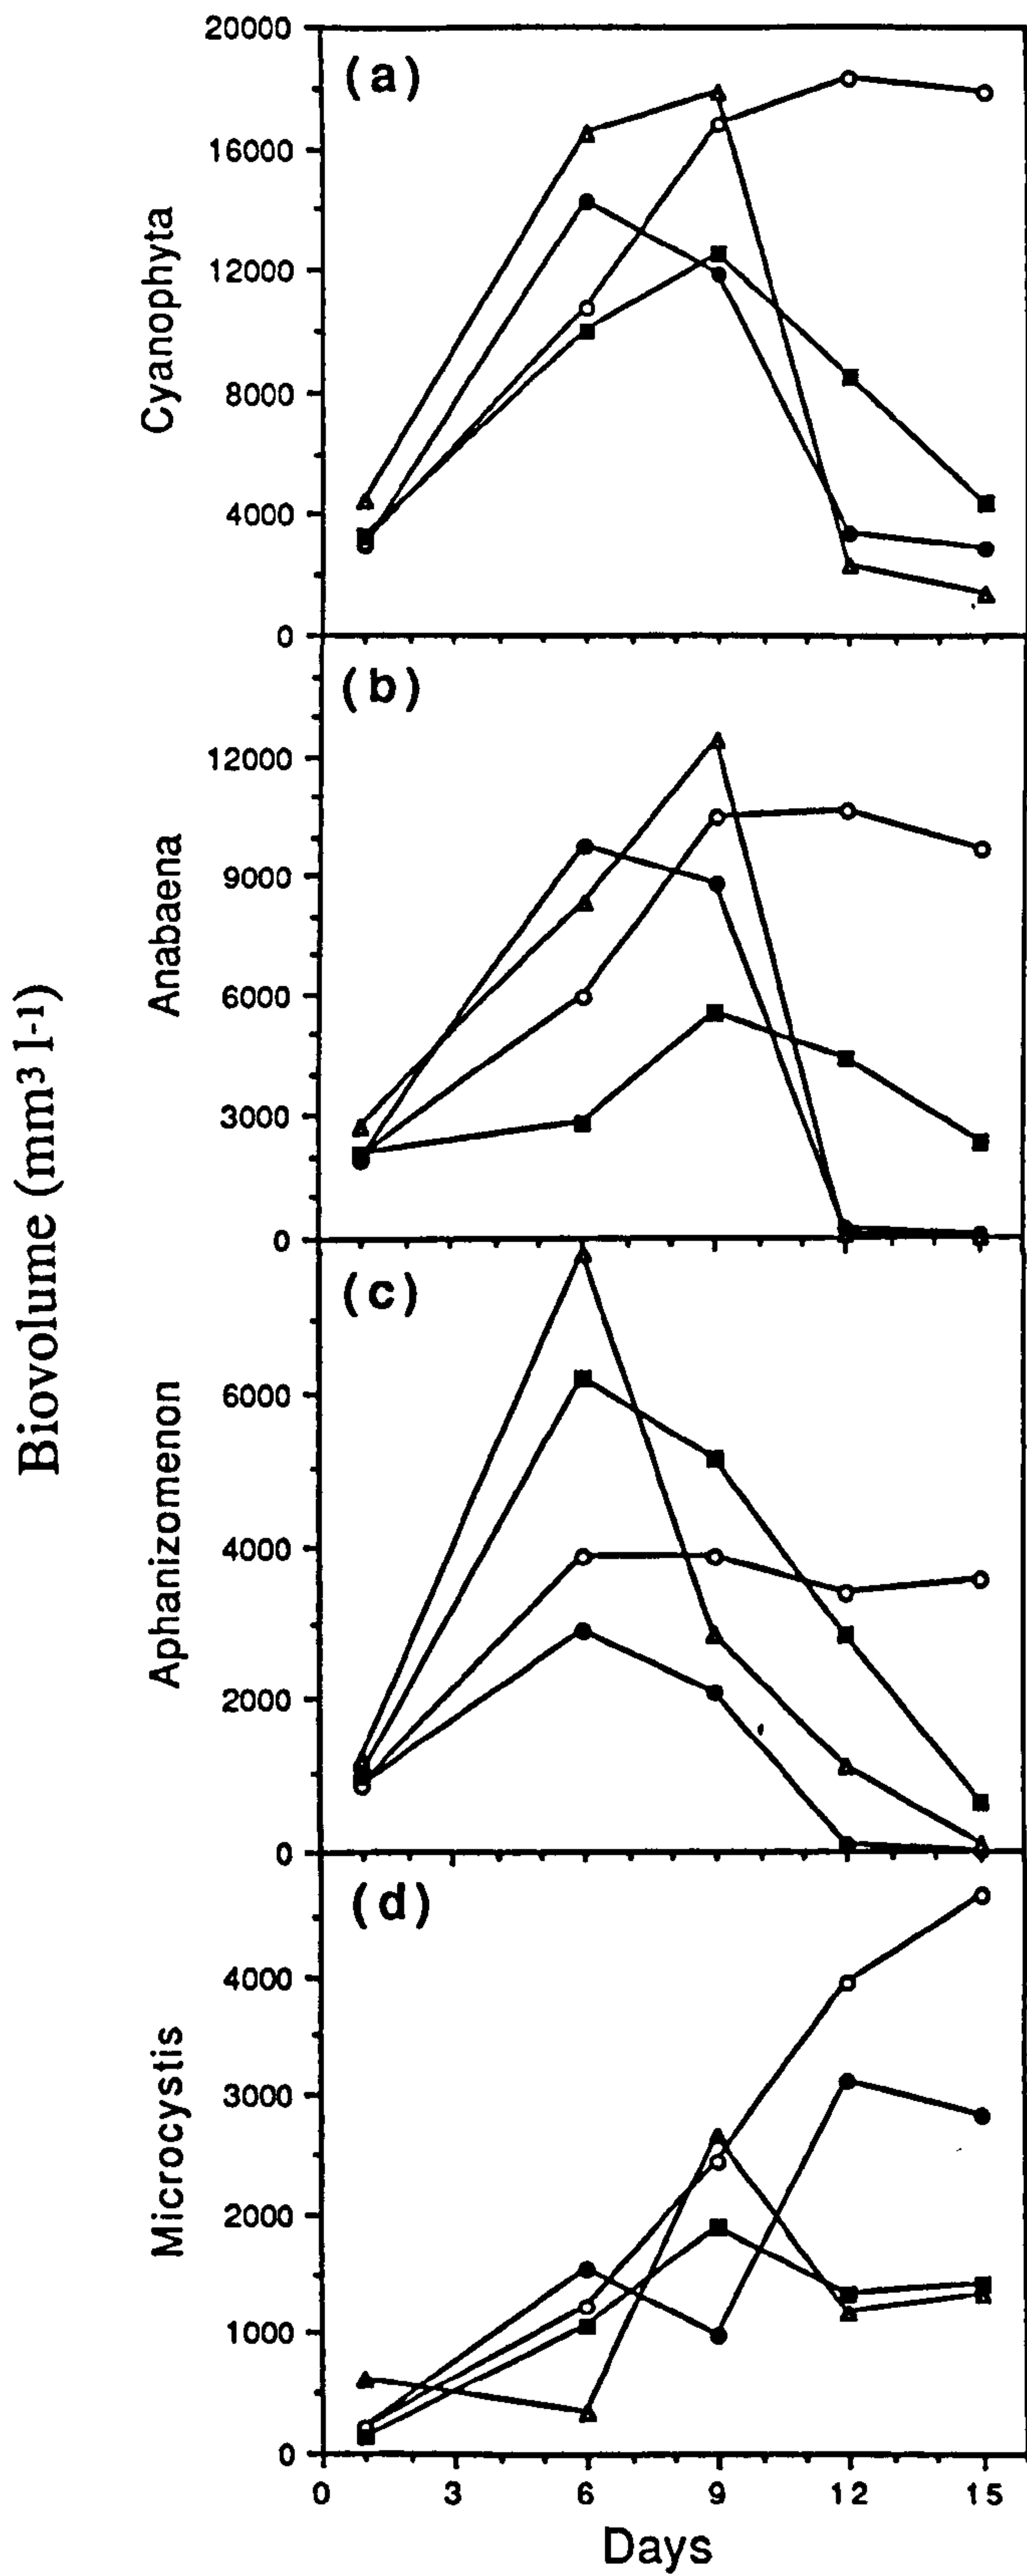 Biovolume (mm³ l-1)
(a)
Cyanophyta
20000
16000
12000
8000
4000
0
(b)
Anabaena
12000
9000
6000
3000
0
(c)
Aphanizomenon
6000
4000
2000
0
(d)
Microcystis
4000
3000
2000
1000
0
0 3 6 9 12 15
Days